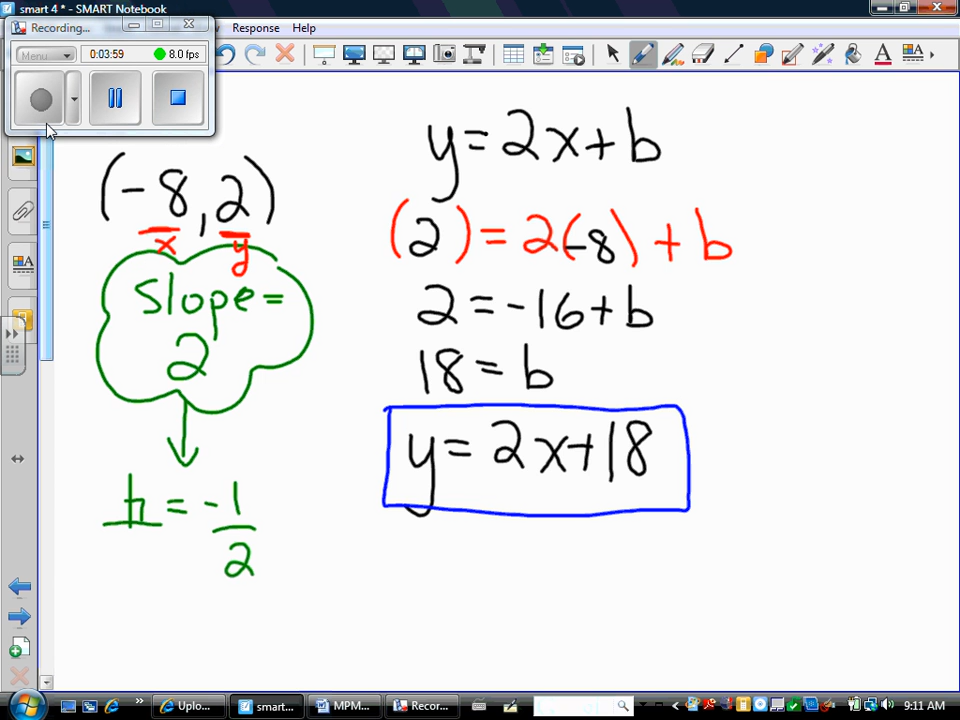 smart 4 * - SMART Notebook
Recording...
Response Help
Menu 0:03:59 8.0 fps
(-8, 2)
x y
Slope =
2
= -1
2
y = 2x + b
(2) = 2(-8) + b
2 = -16 + b
18 = b
y = 2x + 18
Uplo... smart... MPM... Recor... 9:11 AM